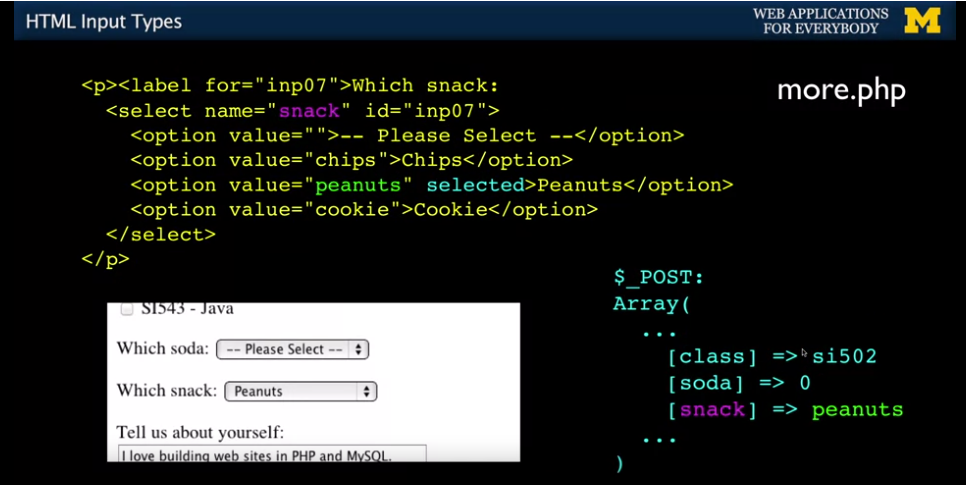 HTML Input Types
WEB APPLICATIONS
FOR EVERYBODY
M
more.php
<p><label for="inp07">Which snack:
<select name="snack" id="inp07">
<option value="">-- Please Select --</option>
<option value="chips">Chips</option>
<option value="peanuts" selected>Peanuts</option>
<option value="cookie">Cookie</option>
</select>
</p>
SI543 - Java
Which soda: -- Please Select --
Which snack: Peanuts
Tell us about yourself:
I love building web sites in PHP and MySQL.
$_POST:
Array(
...
[class] => si502
[soda] => 0
[snack] => peanuts
...
)